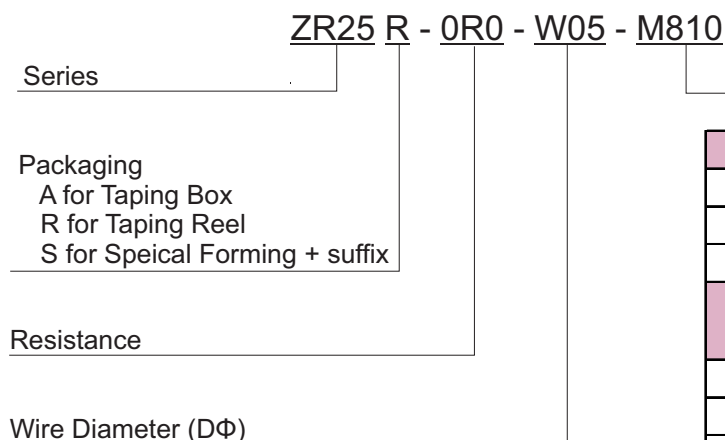 ZR25 R - 0R0 - W05 - M810
Series
Packaging
A for Taping Box
R for Taping Reel
S for Speical Forming + suffix
Resistance
Wire Diameter (DΦ)